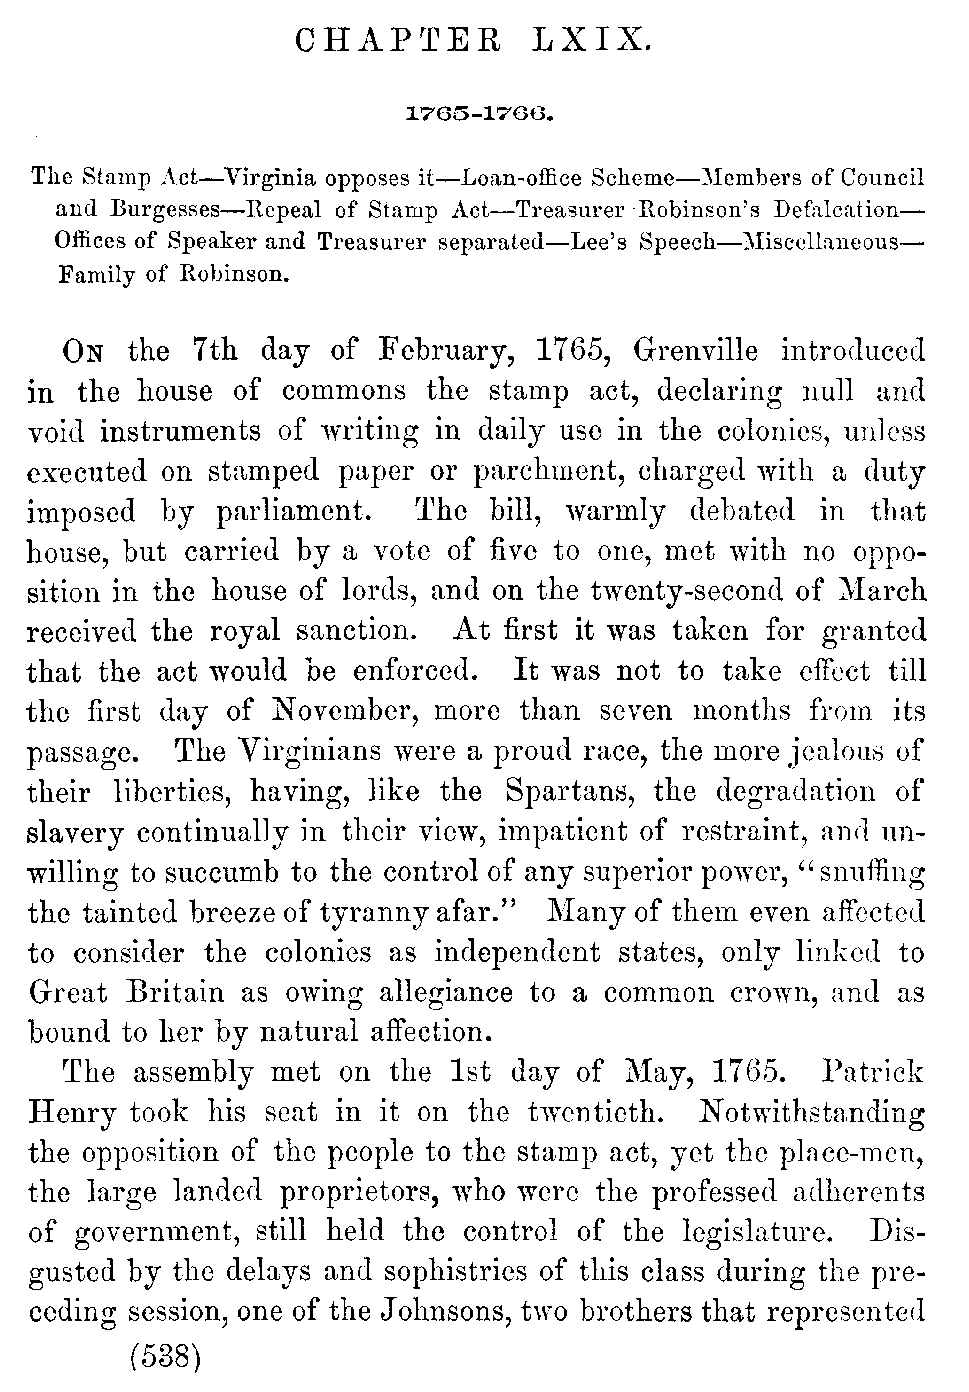 CHAPTER LXIX.
1765-1766.
The Stamp Act—Virginia opposes it—Loan-office Scheme—Members of Council
and Burgesses—Repeal of Stamp Act—Treasurer Robinson's Defalcation—
Offices of Speaker and Treasurer separated—Lee's Speech—Miscellaneous—
Family of Robinson.
On the 7th day of February, 1765, Grenville introduced
in the house of commons the stamp act, declaring null and
void instruments of writing in daily use in the colonies, unless
executed on stamped paper or parchment, charged with a duty
imposed by parliament. The bill, warmly debated in that
house, but carried by a vote of five to one, met with no oppo-
sition in the house of lords, and on the twenty-second of March
received the royal sanction. At first it was taken for granted
that the act would be enforced. It was not to take effect till
the first day of November, more than seven months from its
passage. The Virginians were a proud race, the more jealous of
their liberties, having, like the Spartans, the degradation of
slavery continually in their view, impatient of restraint, and un-
willing to succumb to the control of any superior power, "snuffing
the tainted breeze of tyranny afar." Many of them even affected
to consider the colonies as independent states, only linked to
Great Britain as owing allegiance to a common crown, and as
bound to her by natural affection.
The assembly met on the 1st day of May, 1765. Patrick
Henry took his seat in it on the twentieth. Notwithstanding
the opposition of the people to the stamp act, yet the place-men,
the large landed proprietors, who were the professed adherents
of government, still held the control of the legislature. Dis-
gusted by the delays and sophistries of this class during the pre-
ceding session, one of the Johnsons, two brothers that represented
(538)